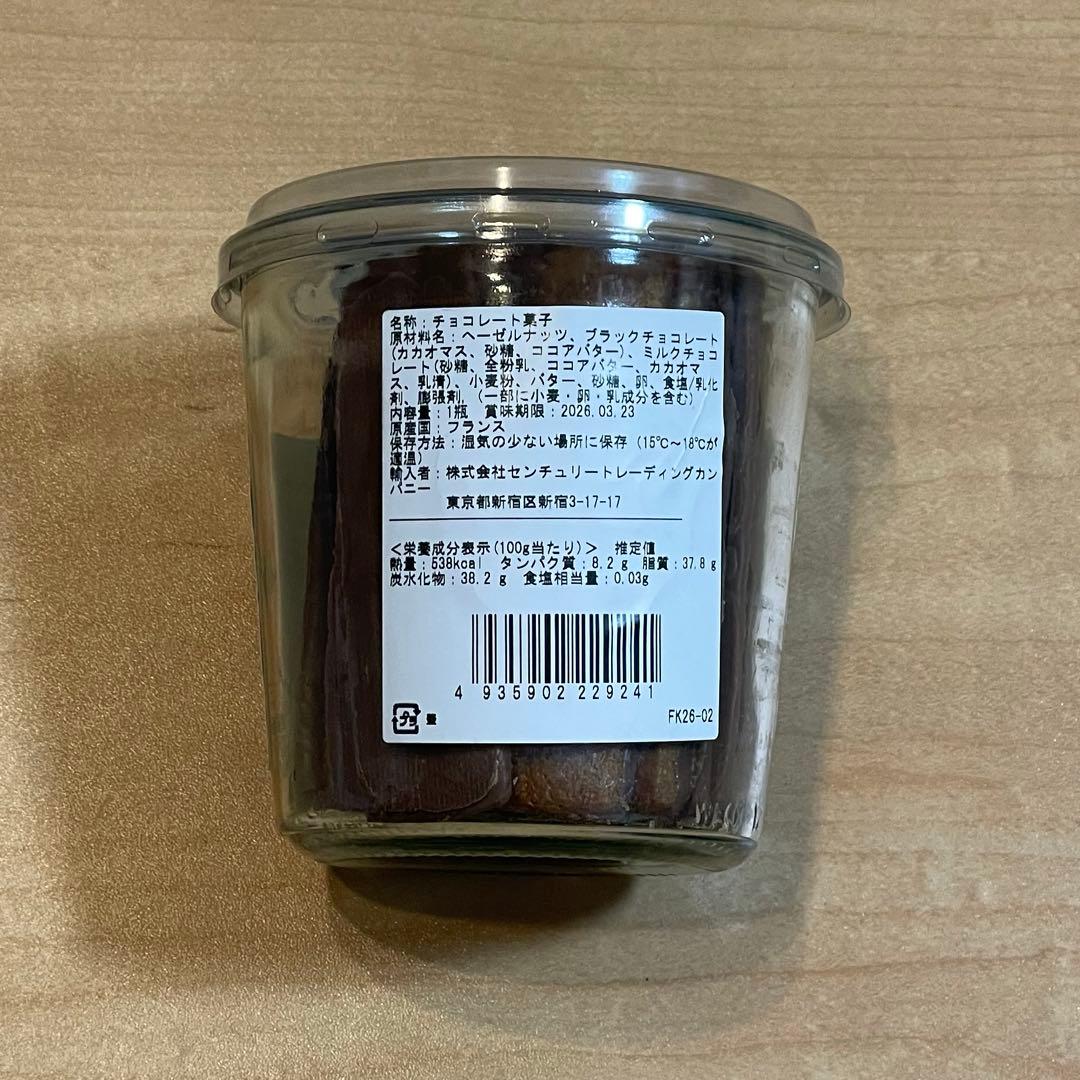 名称：チョコレート菓子
原材料名：ヘーゼルナッツ、ブラックチョコレート
(カカオマス、砂糖、ココアバター)、ミルクチョコ
レート(砂糖、全粉乳、ココアバター、カカオマ
ス、乳清)、小麦粉、バター、砂糖、卵、食塩/乳化
剤、膨張剤、(一部に小麦・卵・乳成分を含む)
内容量：1瓶　賞味期限：2026.03.23
原産国：フランス
保存方法：湿気の少ない場所に保存 (15℃～18℃が
適温)
輸入者：株式会社センチュリートレーディングカン
パニー
東京都新宿区新宿3-17-17
＜栄養成分表示(100g当たり)＞　推定値
熱量：538kcal　タンパク質：8.2ｇ　脂質：37.8ｇ
炭水化物：38.2ｇ　食塩相当量：0.03g
4 935902 229241
プラ
FK26-02